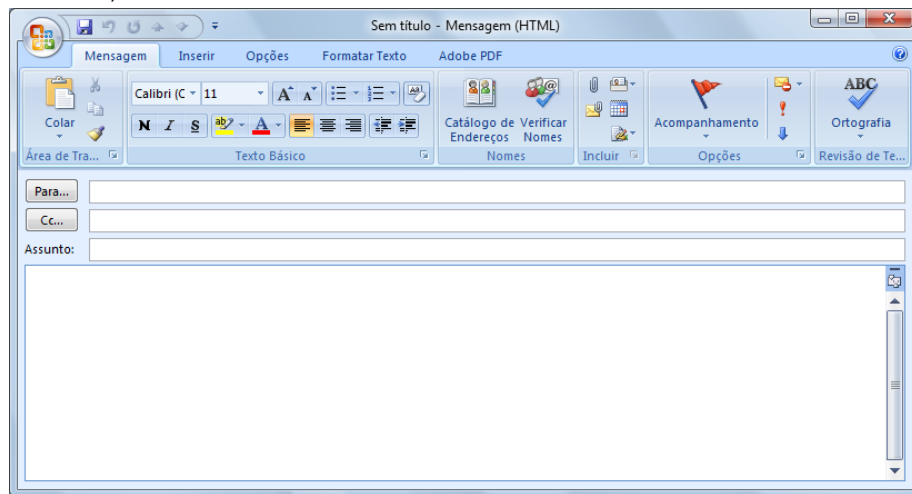 Sem título - Mensagem (HTML)
Mensagem Inserir Opções Formatar Texto Adobe PDF
Colar
Calibri (C 11
N I S ab A
Catálogo de Endereços
Verificar Nomes
Acompanhamento
ABC
Ortografia
Área de Tra... Texto Básico Nomes Incluir Opções Revisão de Te...
Para...
Cc...
Assunto: